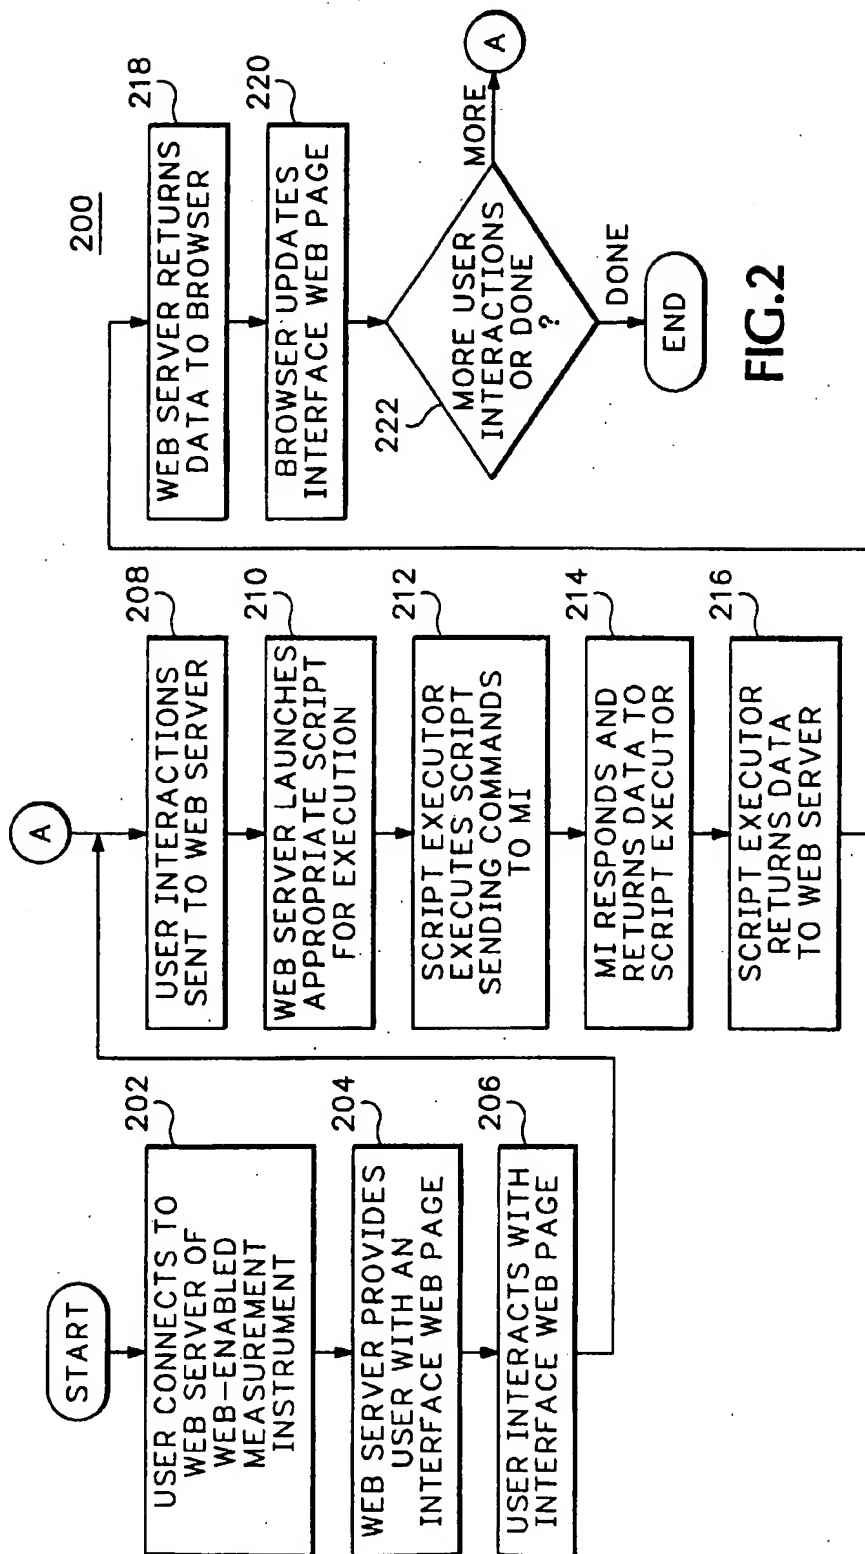 200
START
USER CONNECTS TO
WEB SERVER OF
WEB-ENABLED
MEASUREMENT
INSTRUMENT
202
WEB SERVER PROVIDES
USER WITH AN
INTERFACE WEB PAGE
204
USER INTERACTS WITH
INTERFACE WEB PAGE
206
A
USER INTERACTIONS
SENT TO WEB SERVER
208
WEB SERVER LAUNCHES
APPROPRIATE SCRIPT
FOR EXECUTION
210
SCRIPT EXECUTOR
EXECUTES SCRIPT
SENDING COMMANDS
TO MI
212
MI RESPONDS AND
RETURNS DATA TO
SCRIPT EXECUTOR
214
SCRIPT EXECUTOR
RETURNS DATA
TO WEB SERVER
216
WEB SERVER RETURNS
DATA TO BROWSER
218
BROWSER UPDATES
INTERFACE WEB PAGE
220
MORE USER
INTERACTIONS
OR DONE
?
222
MORE
A
DONE
END
FIG.2